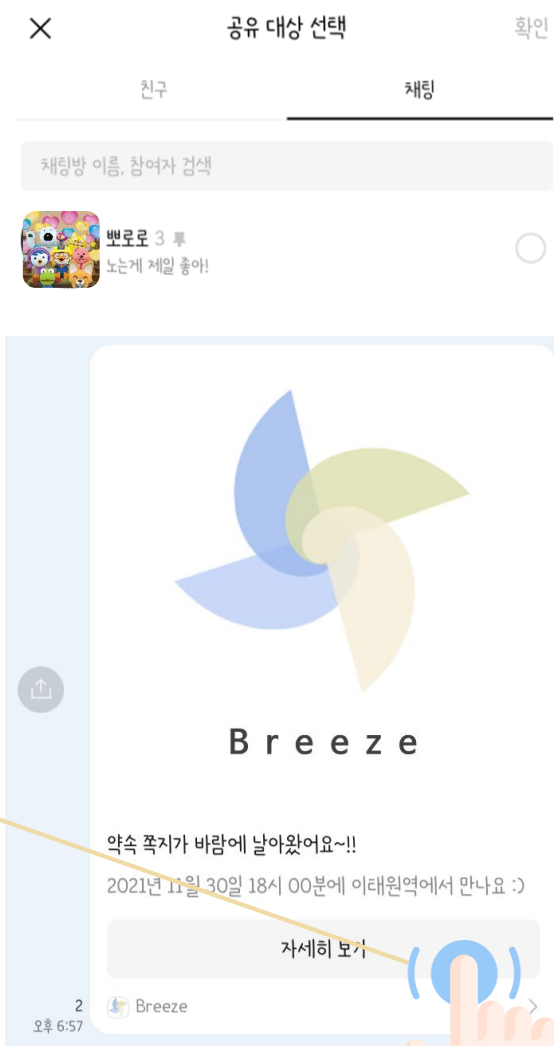 공유 대상 선택
확인
친구
채팅
채팅방 이름, 참여자 검색
뽀로로 3
노는게 제일 좋아!
Breeze
약속 쪽지가 바람에 날아왔어요~!!
2021년 11월 30일 18시 00분에 이태원역에서 만나요 :)
자세히 보기
2
Breeze
오후 6:57